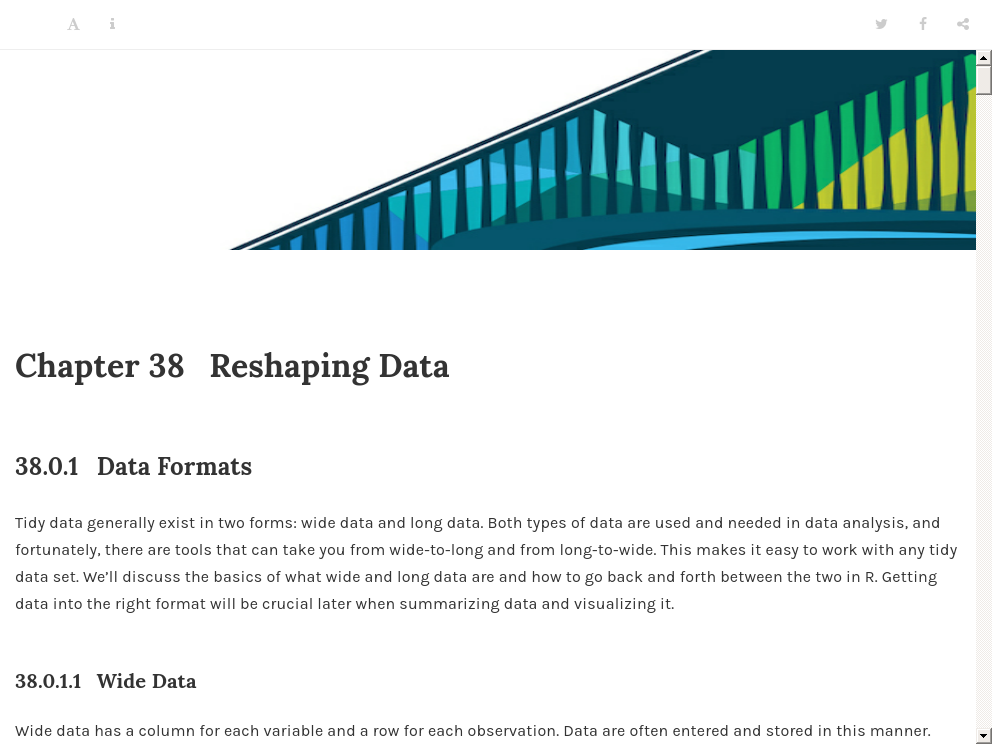 A i
Chapter 38 Reshaping Data
38.0.1 Data Formats
Tidy data generally exist in two forms: wide data and long data. Both types of data are used and needed in data analysis, and
fortunately, there are tools that can take you from wide-to-long and from long-to-wide. This makes it easy to work with any tidy
data set. We’ll discuss the basics of what wide and long data are and how to go back and forth between the two in R. Getting
data into the right format will be crucial later when summarizing data and visualizing it.
38.0.1.1 Wide Data
Wide data has a column for each variable and a row for each observation. Data are often entered and stored in this manner.